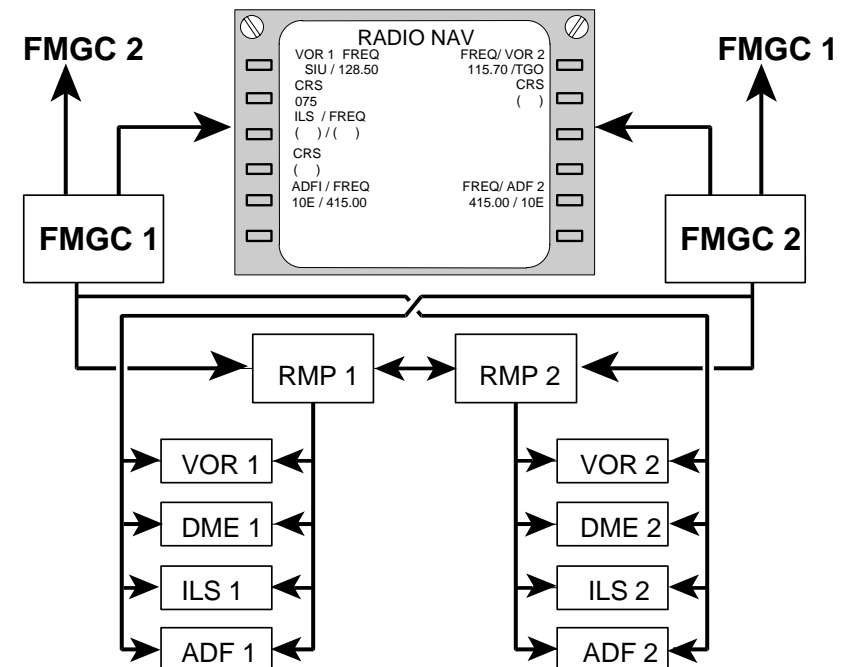 RADIO NAV
FMGC 2
FMGC 1
VOR 1 FREQ
FREQ/ VOR 2
SIU / 128.50
115.70 /TGO
CRS
CRS
075
( )
ILS / FREQ
( ) / ( )
CRS
( )
ADFI / FREQ
FREQ/ ADF 2
10E / 415.00
415.00 / 10E
FMGC 1
FMGC 2
RMP 1
RMP 2
VOR 1
VOR 2
DME 1
DME 2
ILS 1
ILS 2
ADF 1
ADF 2